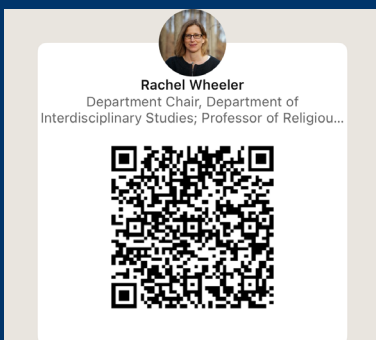 Rachel Wheeler
Department Chair, Department of
Interdisciplinary Studies; Professor of Religiou...